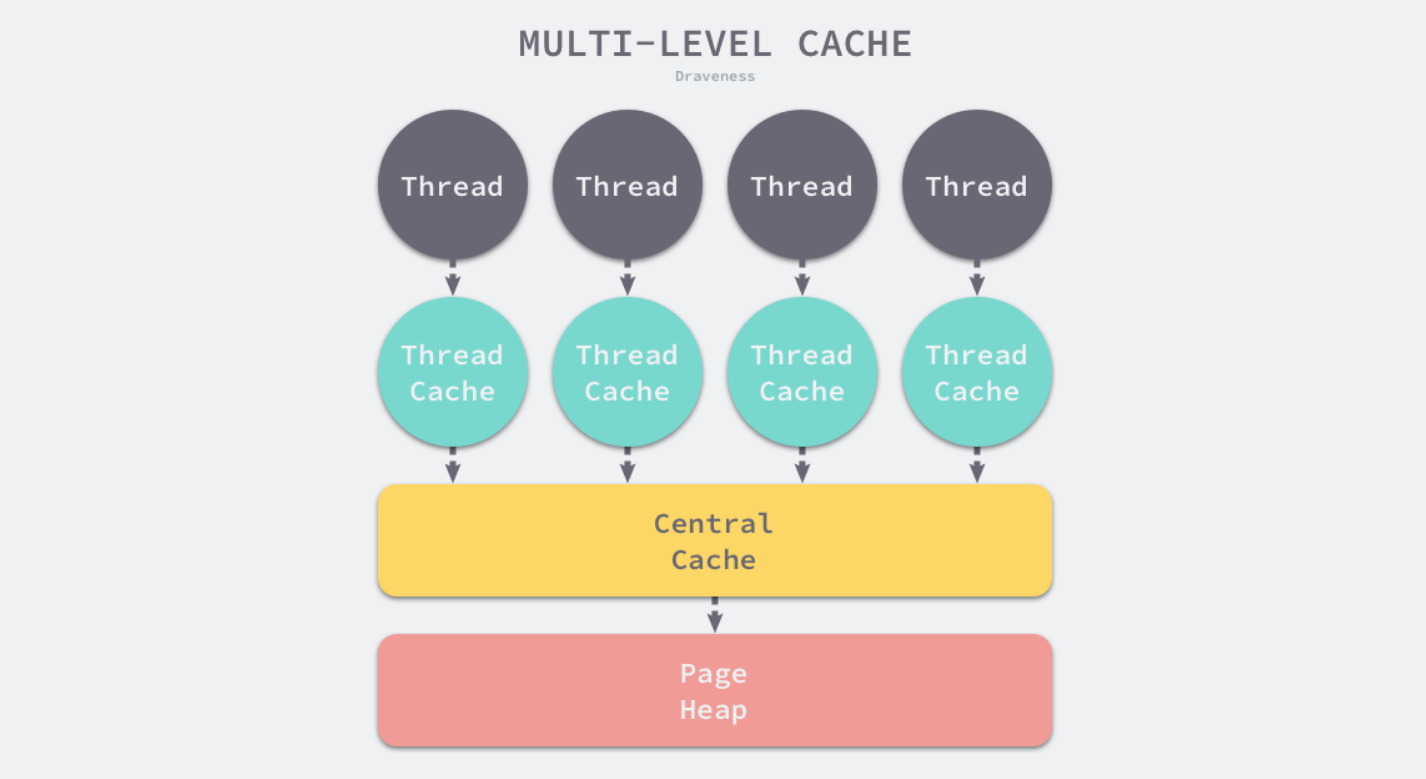 MULTI-LEVEL CACHE
Draveness
Thread
Thread
Thread
Thread
Thread
Cache
Thread
Cache
Thread
Cache
Thread
Cache
Central
Cache
Page
Heap